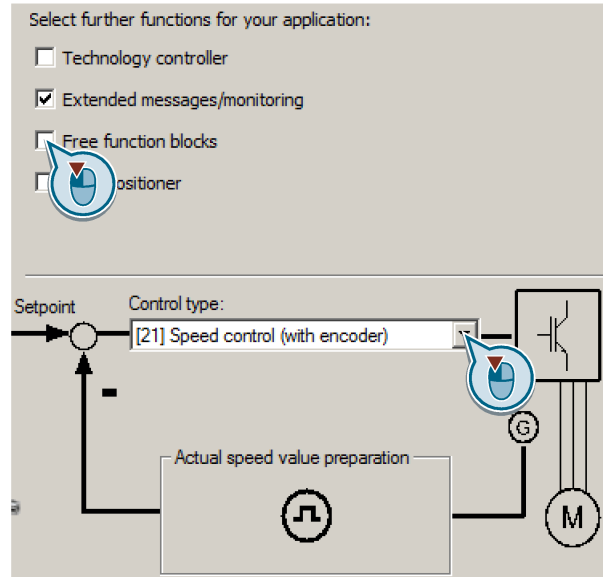 Select further functions for your application:
Technology controller
Extended messages/monitoring
Free function blocks
ositioner
Setpoint
Control type:
[21] Speed control (with encoder)
G
Actual speed value preparation
M